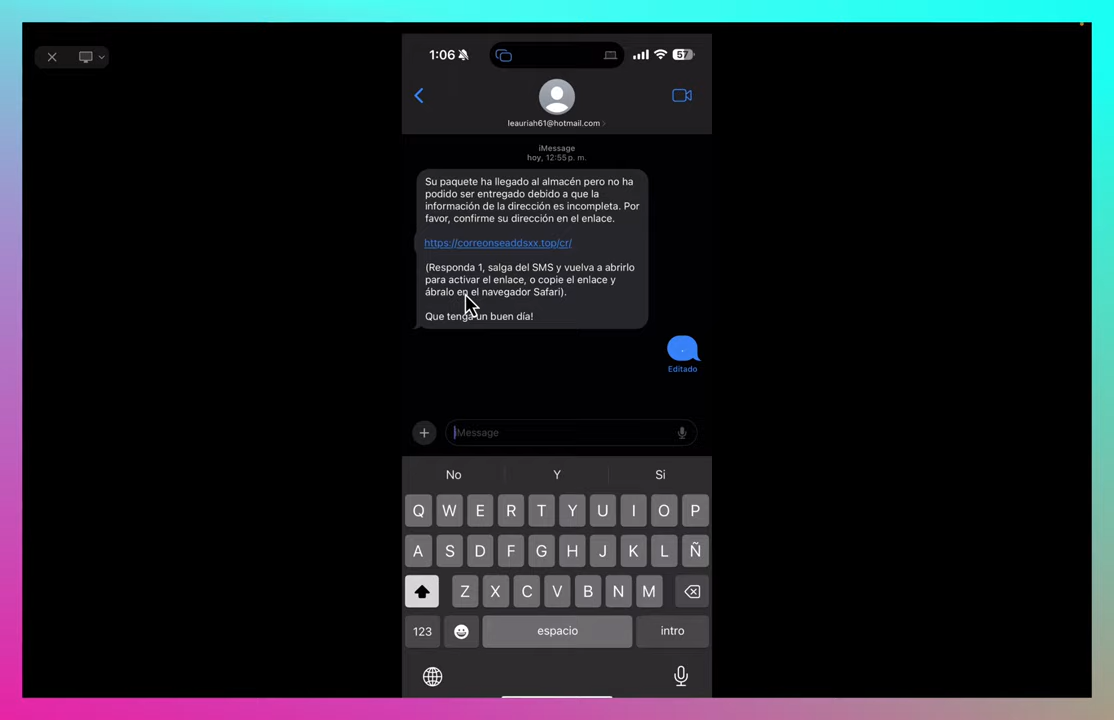 1:06
57
leauriah61@hotmail.com
iMessage
hoy, 12:55 p. m.
Su paquete ha llegado al almacén pero no ha
podido ser entregado debido a que la
información de la dirección es incompleta. Por
favor, confirme su dirección en el enlace.
https://correonseaddsxx.top/cr/
(Responda 1, salga del SMS y vuelva a abrirlo
para activar el enlace, o copie el enlace y
ábralo en el navegador Safari).
Que tenga un buen día!
.
Editado
iMessage
No Y Si
Q W E R T Y U I O P
A S D F G H J K L Ñ
Z X C V B N M
123 espacio intro